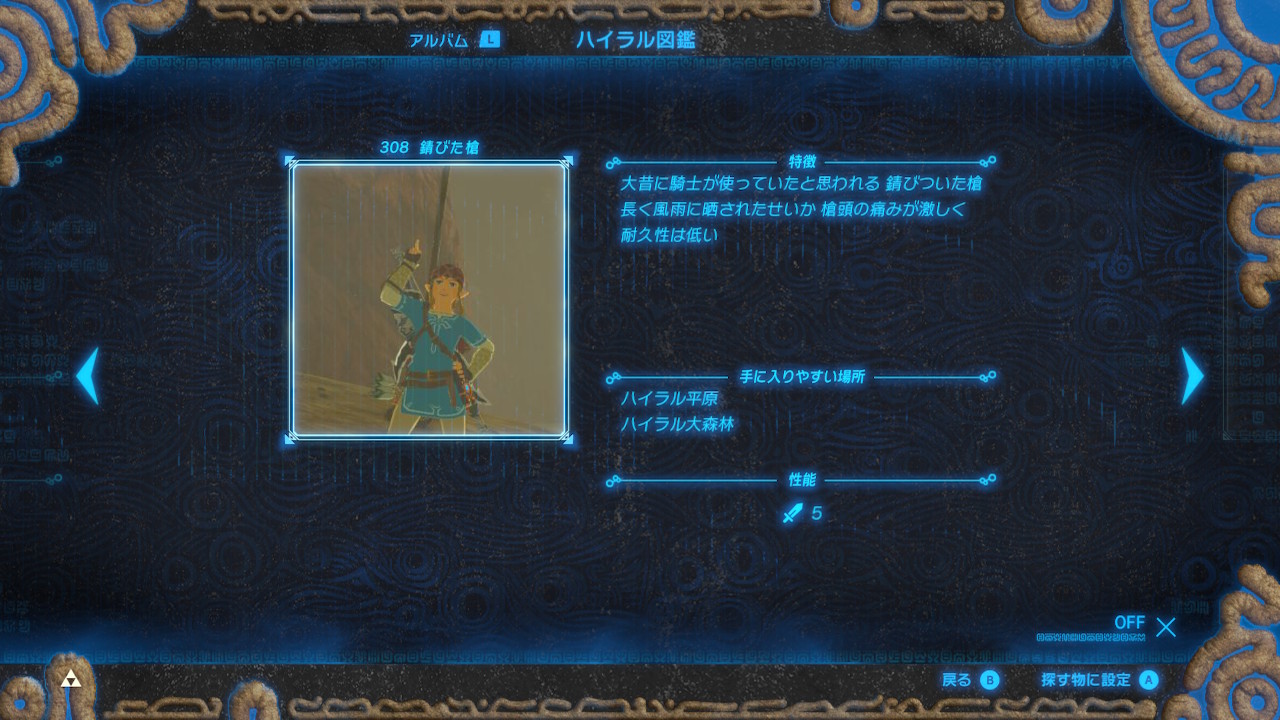 アルバム L
ハイラル図鑑
308 錆びた槍
特徴
大昔に騎士が使っていたと思われる 錆びついた槍
長く風雨に晒されたせいか 槍頭の痛みが激しく
耐久性は低い
手に入りやすい場所
ハイラル平原
ハイラル大森林
性能
5
OFF
戻る B
探す物に設定 A